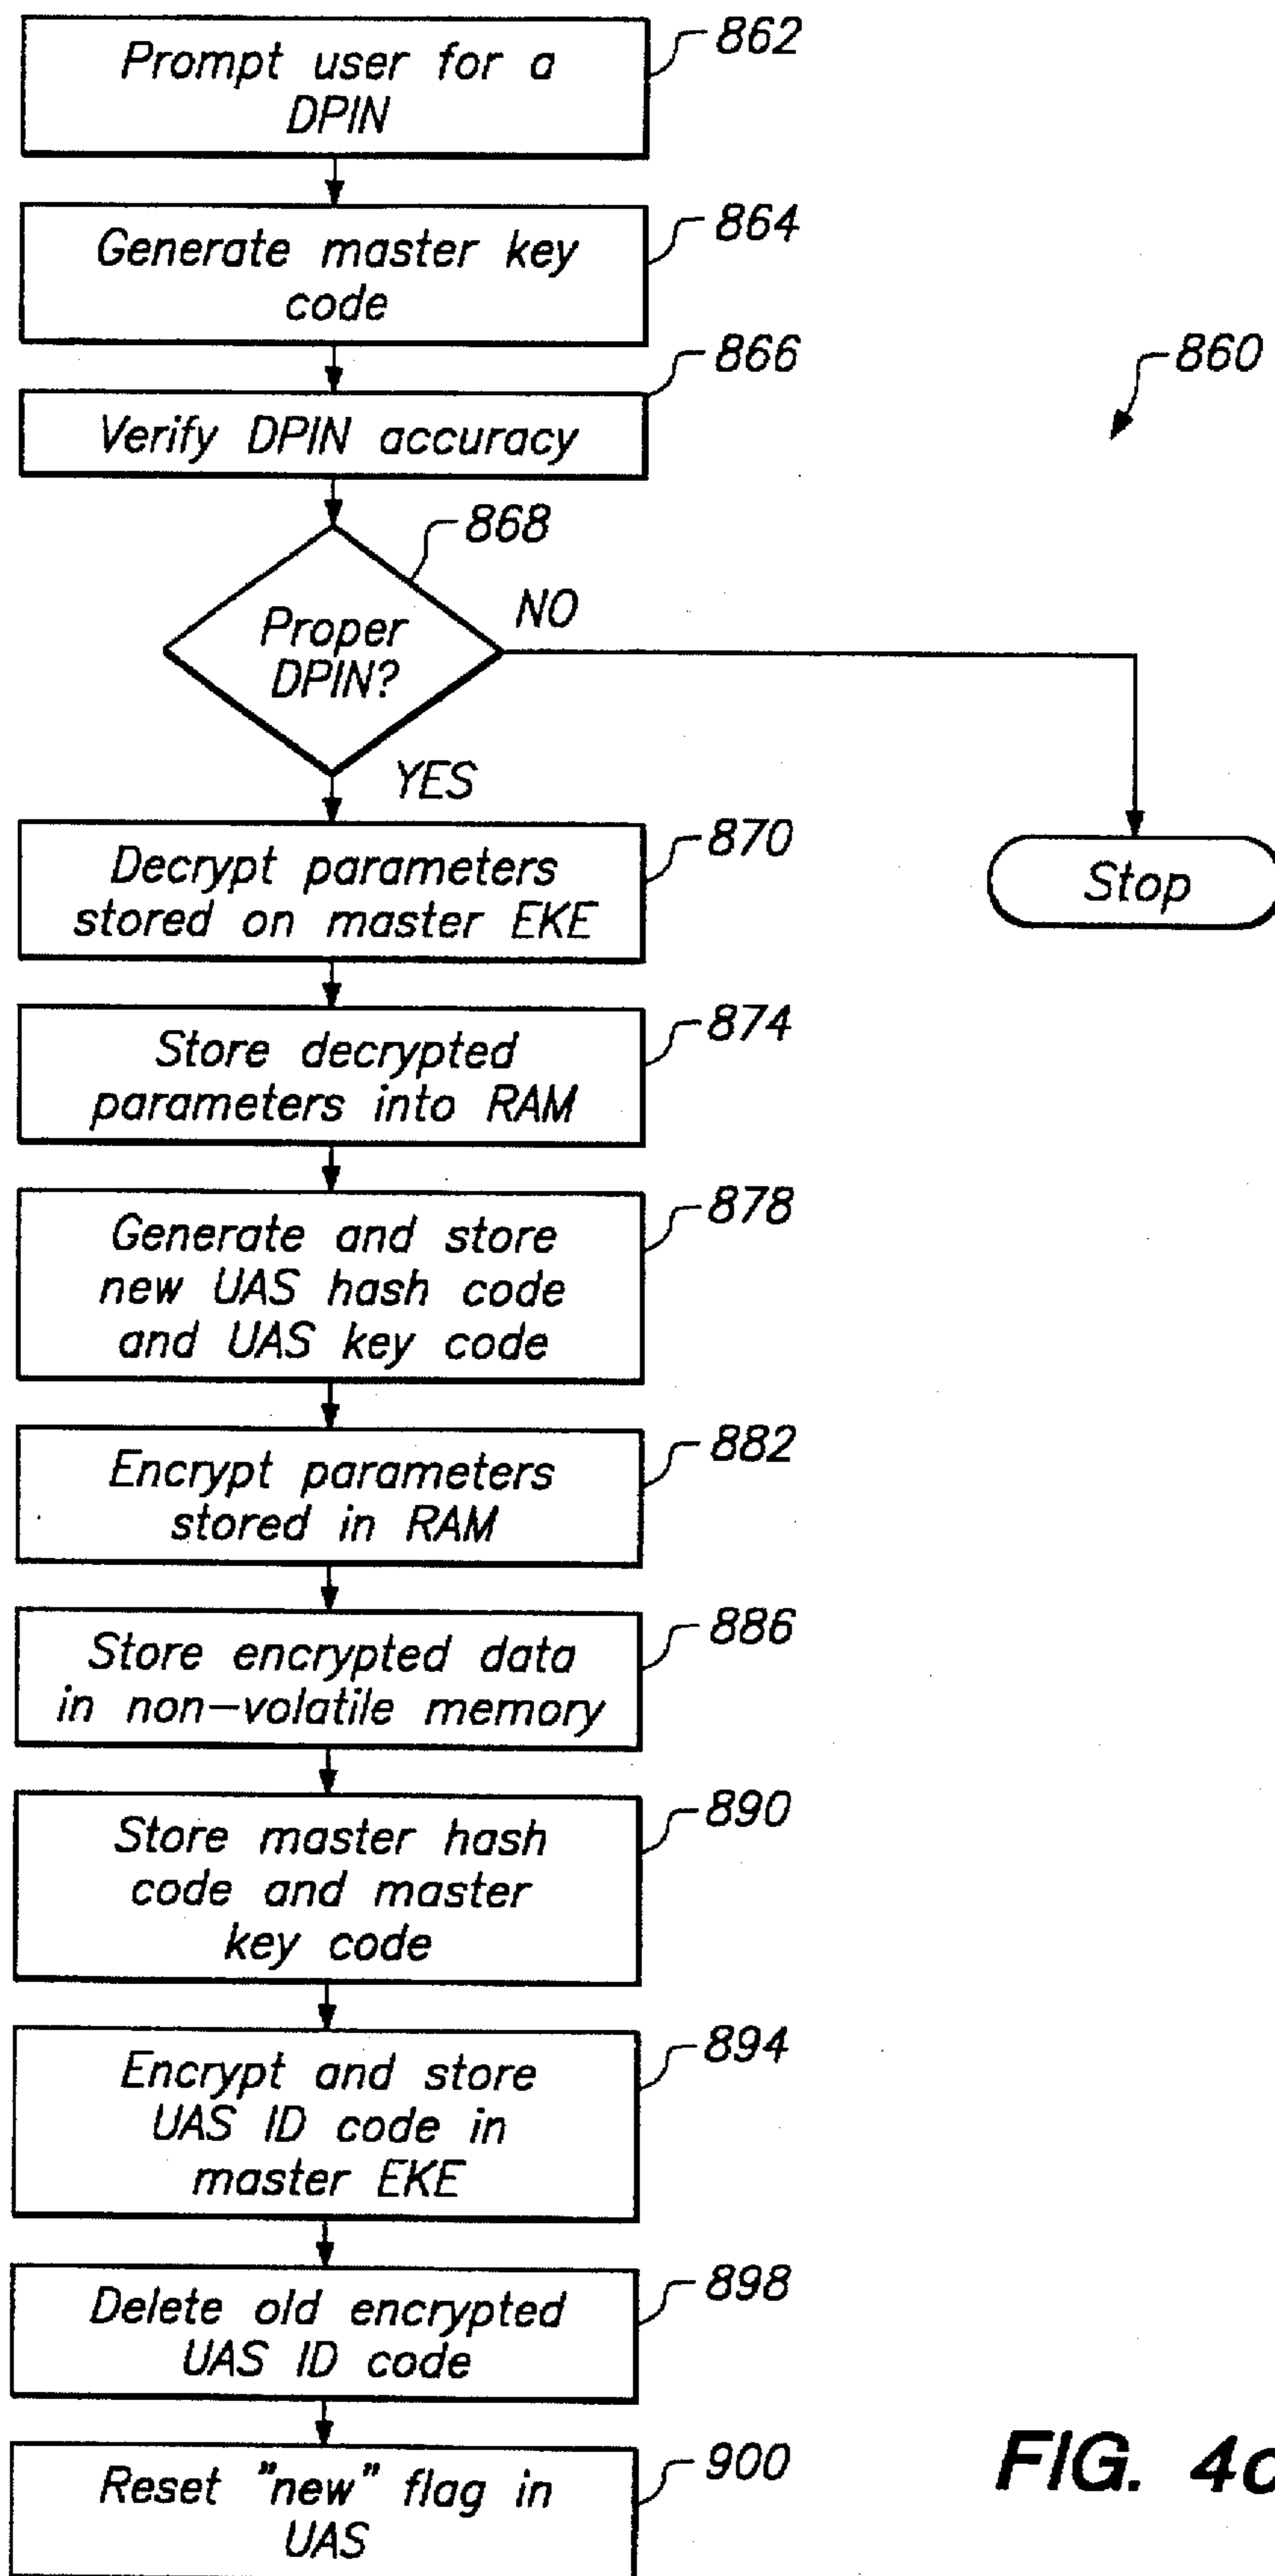 Prompt user for a
DPIN
862
Generate master key
code
864
Verify DPIN accuracy
866
860
Proper
DPIN?
868
NO
YES
Stop
Decrypt parameters
stored on master EKE
870
Store decrypted
parameters into RAM
874
Generate and store
new UAS hash code
and UAS key code
878
Encrypt parameters
stored in RAM
882
Store encrypted data
in non-volatile memory
886
Store master hash
code and master
key code
890
Encrypt and store
UAS ID code in
master EKE
894
Delete old encrypted
UAS ID code
898
Reset "new" flag in
UAS
900
FIG.